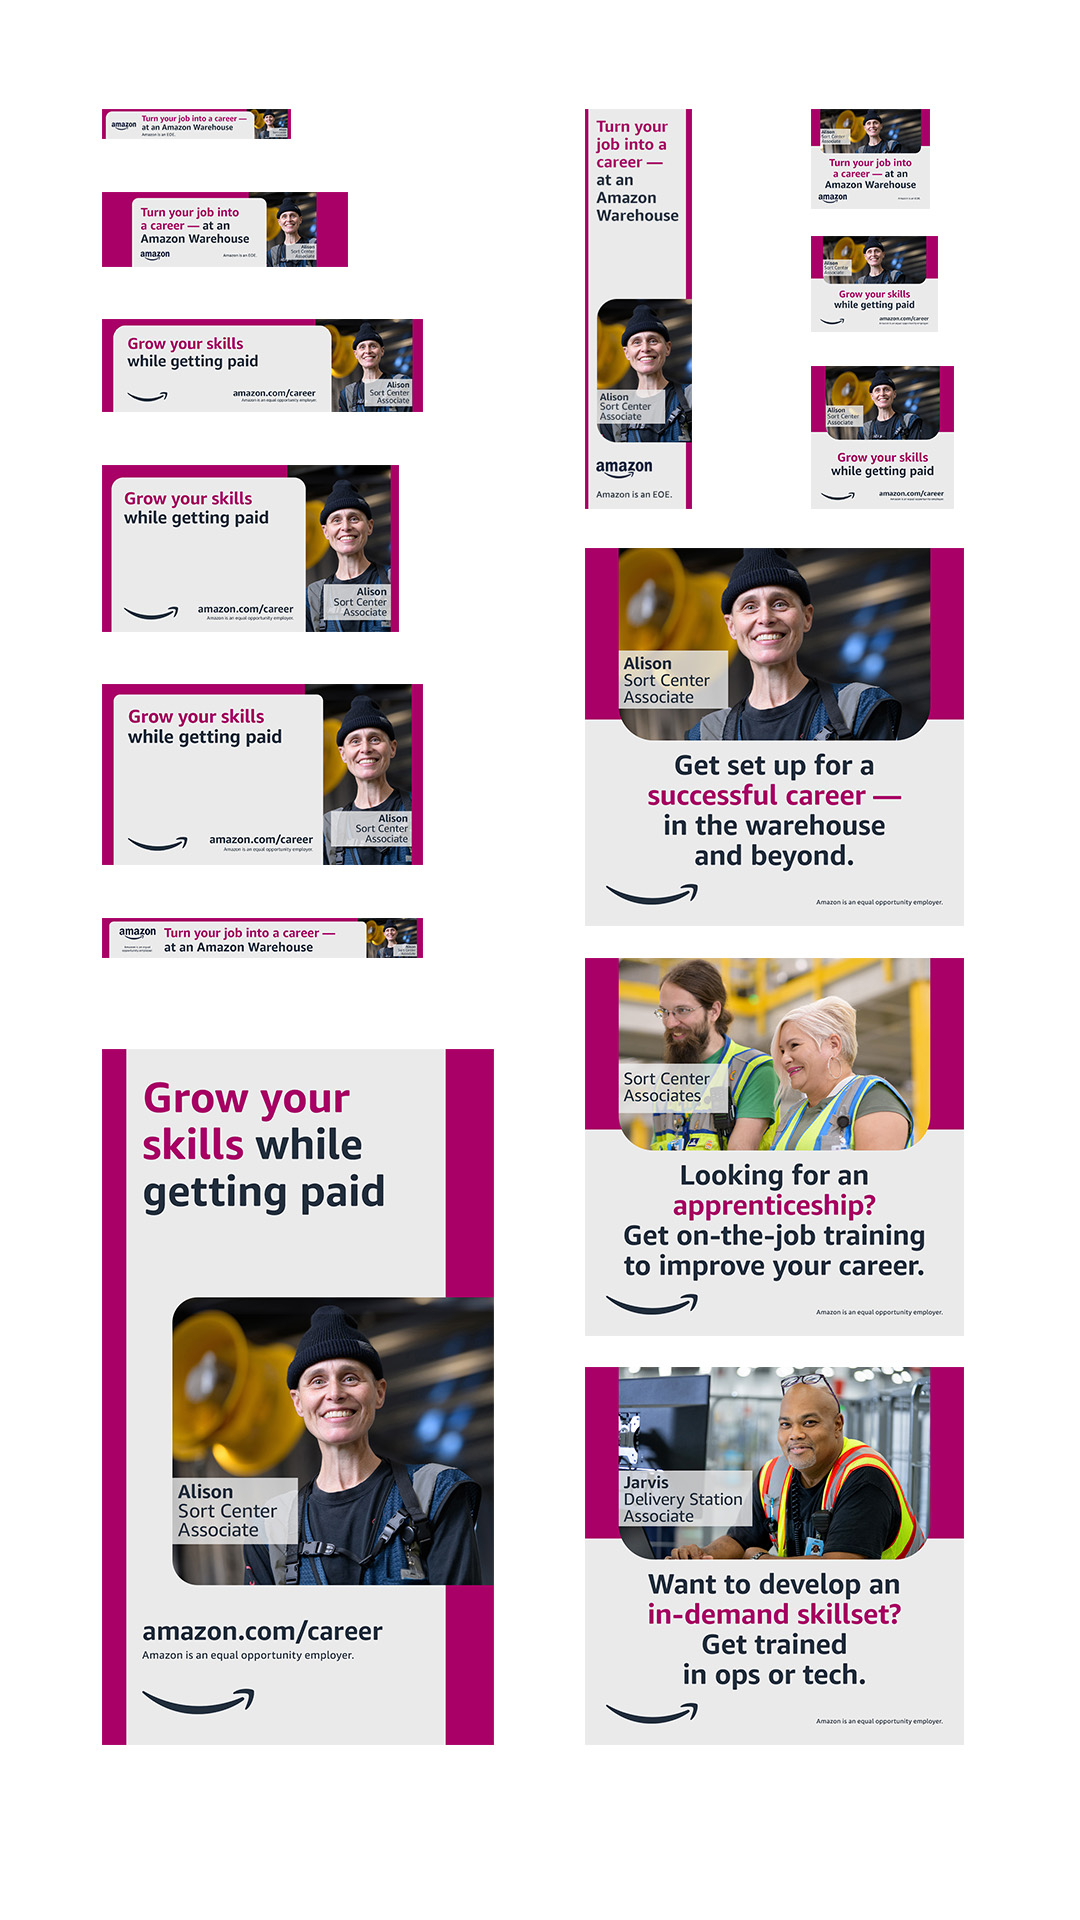 amazon
Turn your job into a career —
at an Amazon Warehouse
Amazon is an EOE.
Alison
Sort Center
Associate
Turn your job into
a career — at an
Amazon Warehouse
amazon
Amazon is an EOE.
Alison
Sort Center
Associate
Grow your skills
while getting paid
amazon.com/career
Amazon is an equal opportunity employer.
Alison
Sort Center
Associate
Grow your skills
while getting paid
amazon.com/career
Amazon is an equal opportunity employer.
Alison
Sort Center
Associate
Grow your skills
while getting paid
amazon.com/career
Amazon is an equal opportunity employer.
Alison
Sort Center
Associate
amazon
Amazon is an equal
opportunity employer.
Turn your job into a career —
at an Amazon Warehouse
Alison
Sort Center
Associate
Grow your
skills while
getting paid
Alison
Sort Center
Associate
amazon.com/career
Amazon is an equal opportunity employer.
Turn your
job into a
career —
at an
Amazon
Warehouse
Alison
Sort Center
Associate
amazon
Amazon is an EOE.
Alison
Sort Center
Associate
Turn your job into
a career — at an
Amazon Warehouse
amazon
Amazon is an EOE.
Alison
Sort Center
Associate
Grow your skills
while getting paid
amazon.com/career
Amazon is an equal opportunity employer.
Alison
Sort Center
Associate
Grow your skills
while getting paid
amazon.com/career
Amazon is an equal opportunity employer.
Alison
Sort Center
Associate
Get set up for a
successful career —
in the warehouse
and beyond.
Amazon is an equal opportunity employer.
Sort Center
Associates
Looking for an
apprenticeship?
Get on-the-job training
to improve your career.
Amazon is an equal opportunity employer.
Jarvis
Delivery Station
Associate
Want to develop an
in-demand skillset?
Get trained
in ops or tech.
Amazon is an equal opportunity employer.